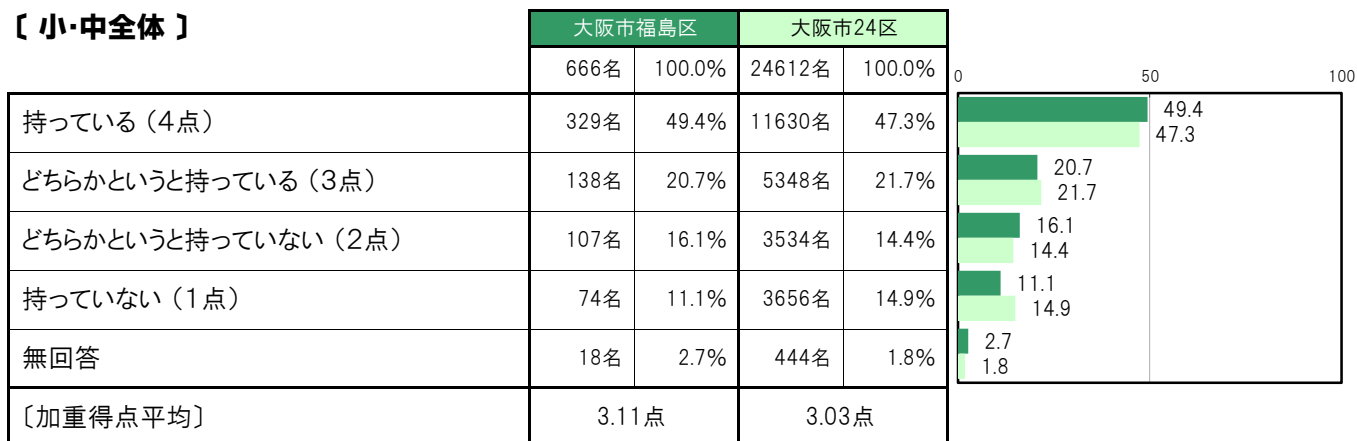 〔 小・中全体 〕
大阪市福島区 大阪市24区
666名 100.0% 24612名 100.0%
0 50 100
持っている（4点） 329名 49.4% 11630名 47.3%
49.4
47.3
どちらかというと持っている（3点） 138名 20.7% 5348名 21.7%
20.7
21.7
どちらかというと持っていない（2点） 107名 16.1% 3534名 14.4%
16.1
14.4
持っていない（1点） 74名 11.1% 3656名 14.9%
11.1
14.9
無回答 18名 2.7% 444名 1.8%
2.7
1.8
〔加重得点平均〕 3.11点 3.03点